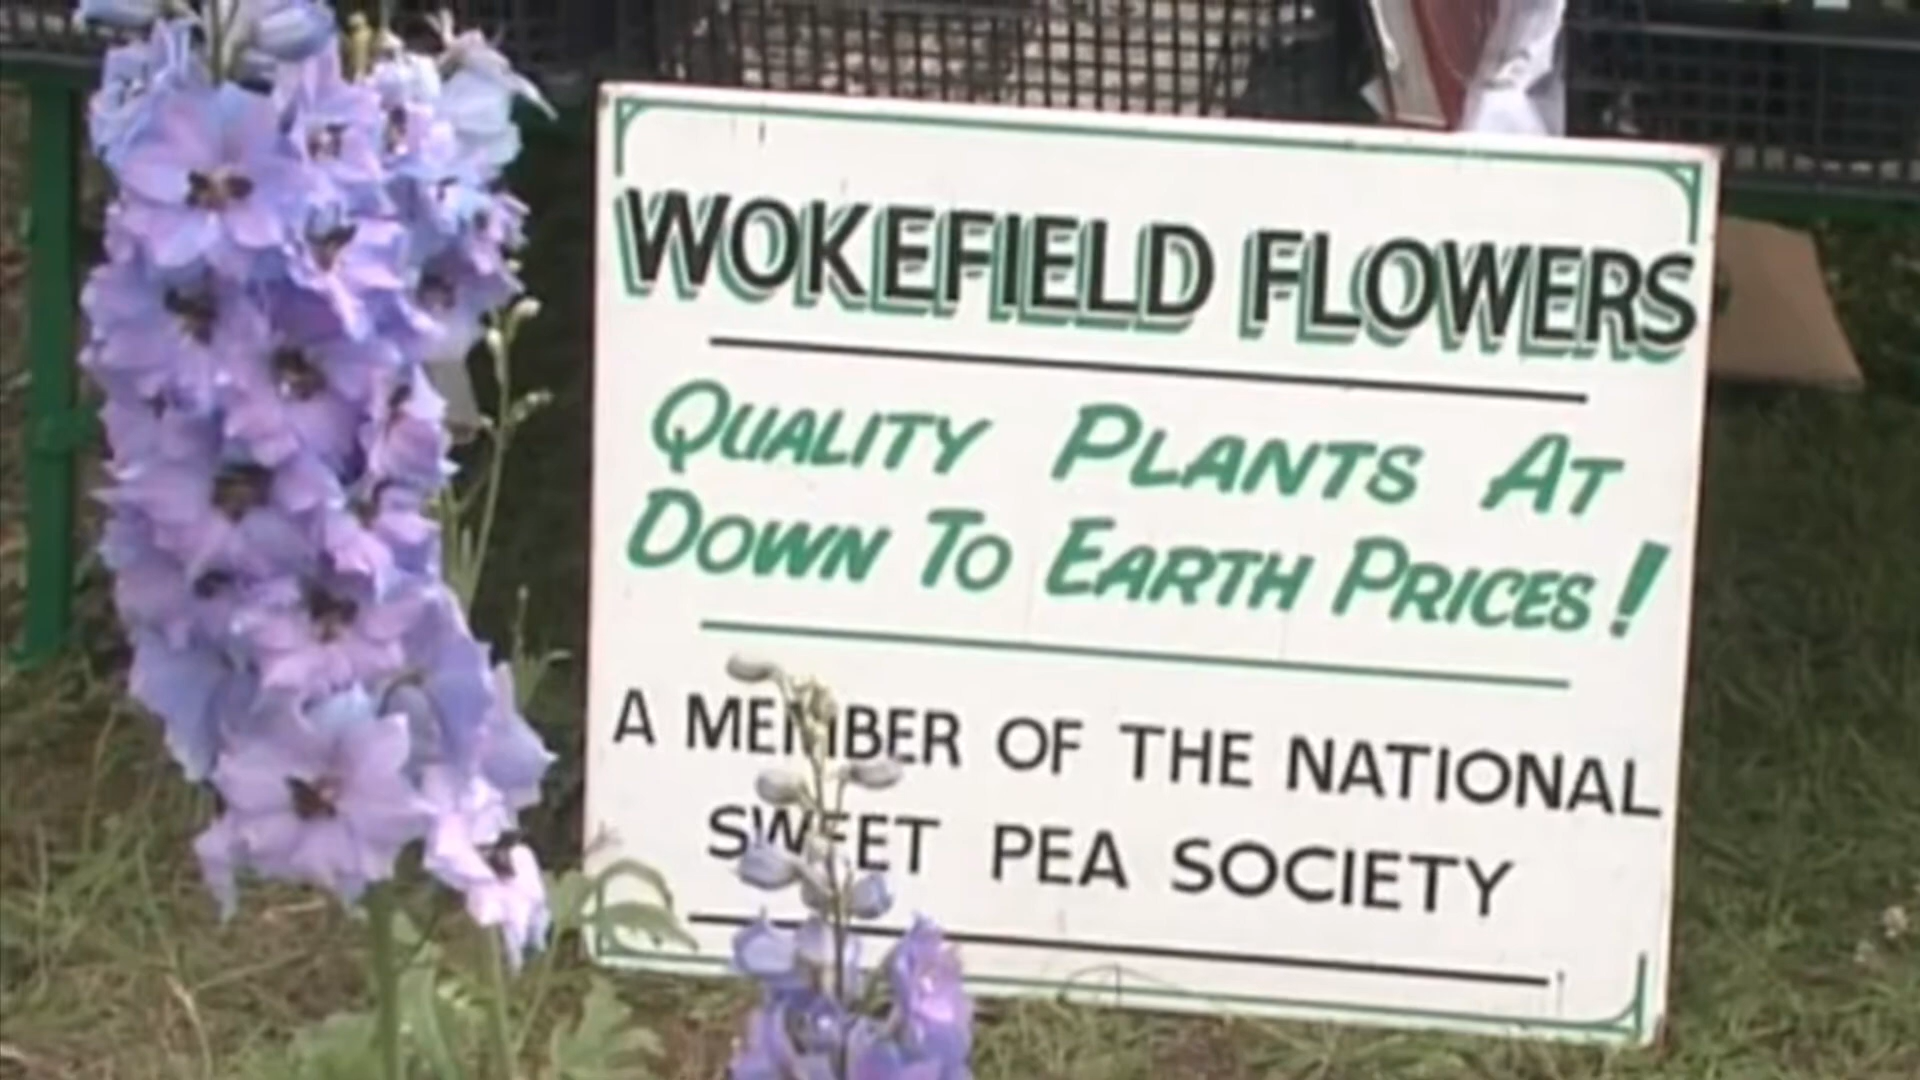 WOKEFIELD FLOWERS
QUALITY PLANTS AT
DOWN TO EARTH PRICES!
A MEMBER OF THE NATIONAL
SWEET PEA SOCIETY